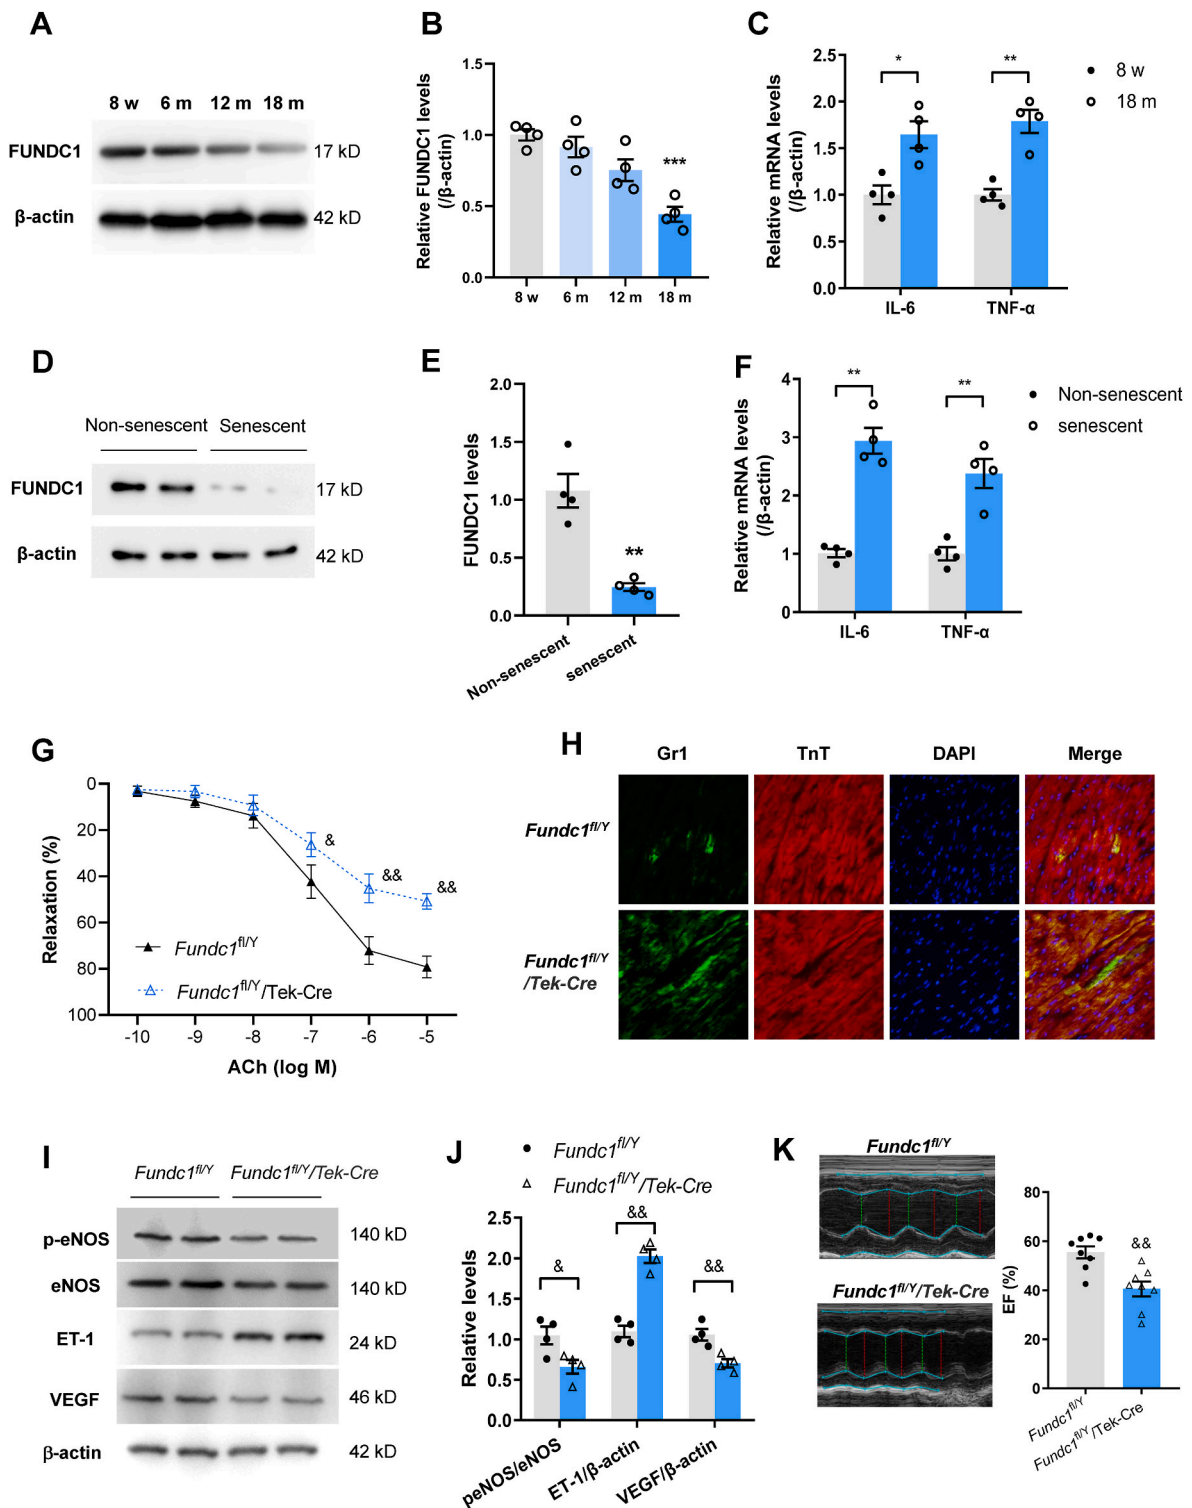 A
8 w 6 m 12 m 18 m
FUNDC1
17 kD
β-actin
42 kD
B
Relative FUNDC1 levels
(/β-actin)
1.5
1.0
0.5
0.0
***
8 w 6 m 12 m 18 m
C
Relative mRNA levels
(/β-actin)
2.5
2.0
1.5
1.0
0.5
0.0
*
**
IL-6 TNF-α
8 w
18 m
D
Non-senescent Senescent
FUNDC1
17 kD
β-actin
42 kD
E
FUNDC1 levels
2.0
1.5
1.0
0.5
0.0
**
Non-senescent
senescent
F
Relative mRNA levels
(/β-actin)
4
3
2
1
0
**
**
IL-6 TNF-α
Non-senescent
senescent
G
Relaxation (%)
0
20
40
60
80
100
&
&&
&&
Fundc1fl/Y
Fundc1fl/Y/Tek-Cre
-10 -9 -8 -7 -6 -5
ACh (log M)
H
Gr1 TnT DAPI Merge
Fundc1fl/Y
Fundc1fl/Y
/Tek-Cre
I
Fundc1fl/Y Fundc1fl/Y/Tek-Cre
p-eNOS
140 kD
eNOS
140 kD
ET-1
24 kD
VEGF
46 kD
β-actin
42 kD
J
Fundc1fl/Y
Fundc1fl/Y/Tek-Cre
Relative levels
2.5
2.0
1.5
1.0
0.5
0.0
&
&&
&&
peNOS/eNOS
ET-1/β-actin
VEGF/β-actin
K
Fundc1fl/Y
Fundc1fl/Y/Tek-Cre
EF (%)
80
60
40
20
0
&&
Fundc1fl/Y
Fundc1fl/Y/Tek-Cre